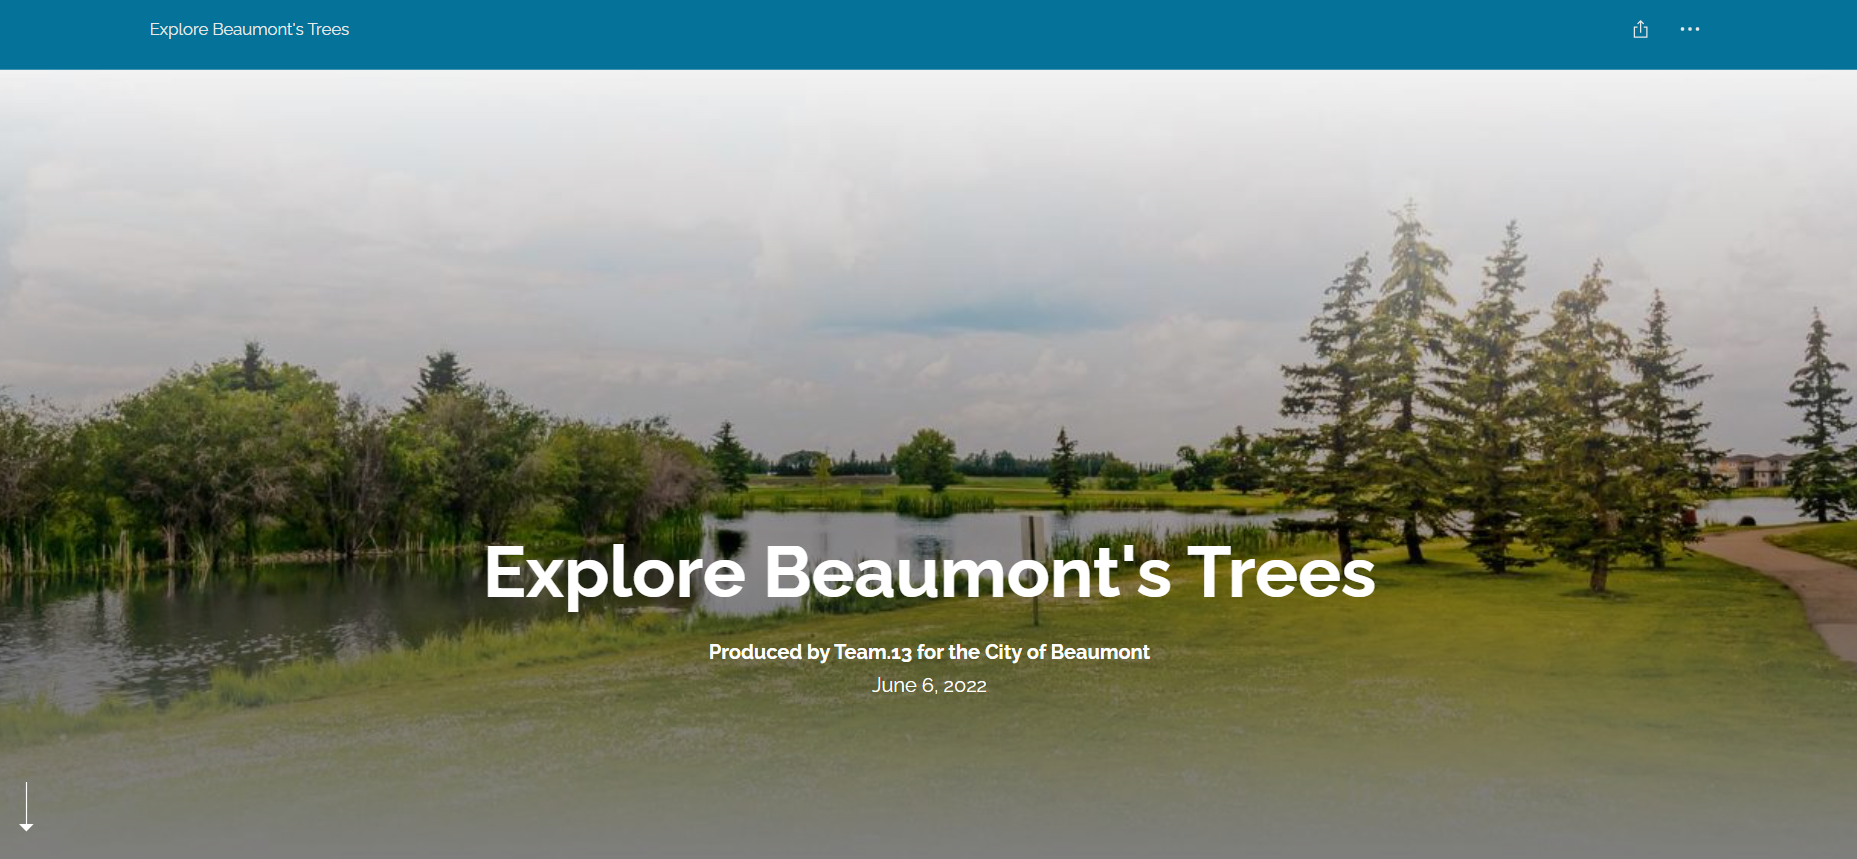 Explore Beaumont's Trees
Explore Beaumont's Trees
Produced by Team.13 for the City of Beaumont
June 6, 2022